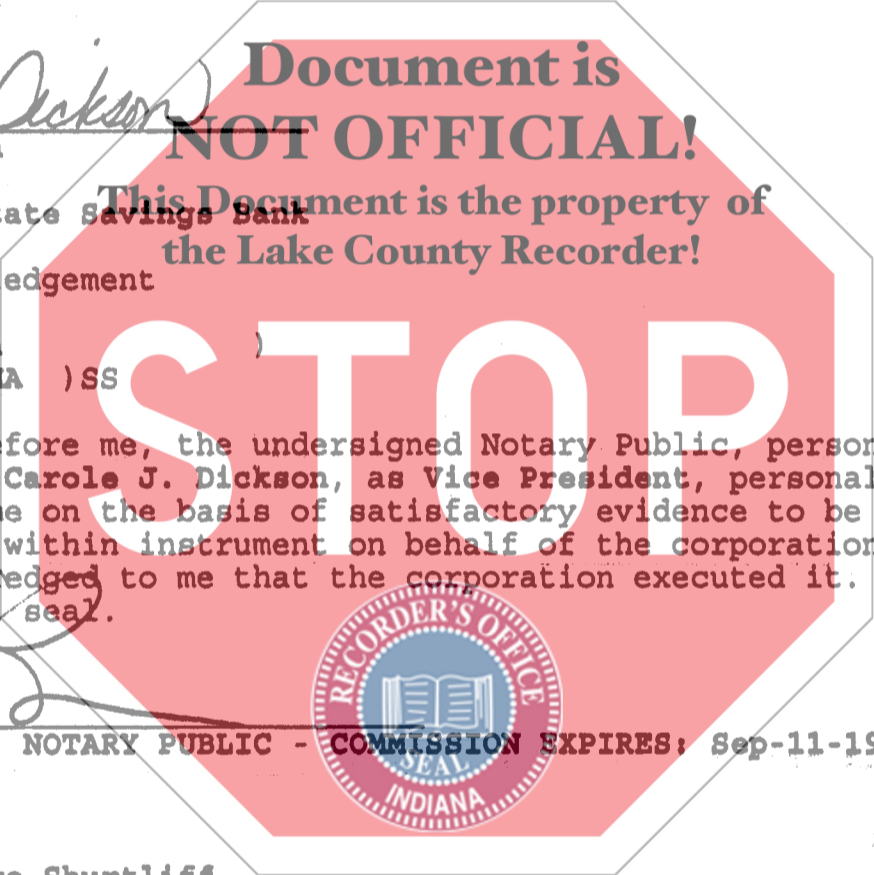 Document is
Dickson
NOT OFFICIAL!
This Document is the property of
ate Savings Bank
the Lake County Recorder!
edgement
)
A )SS
STOP
efore me, the undersigned Notary Public, person
Carole J. Dickson, as Vice President, personal
e on the basis of satisfactory evidence to be
within instrument on behalf of the corporation
edged to me that the corporation executed it.
seal.
RECORDER'S OFFICE
SEAL
INDIANA
NOTARY PUBLIC - COMMISSION EXPIRES: Sep-11-19
Shuntliff